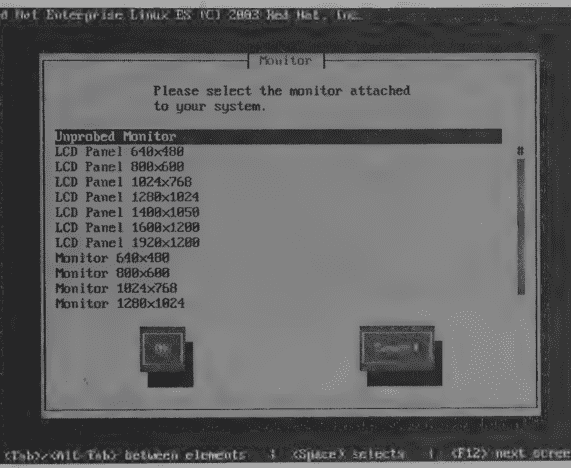 d Hat Enterprise Linux ES (C) 2003 Red Hat, Inc.
Monitor
Please select the monitor attached
to your system.
Unprobed Monitor
LCD Panel 640x480
#
LCD Panel 800x600
LCD Panel 1024x768
LCD Panel 1280x1024
LCD Panel 1400x1050
LCD Panel 1600x1200
LCD Panel 1920x1200
Monitor 640x480
Monitor 800x600
Monitor 1024x768
Monitor 1280x1024
OK
<Tab>/<Alt-Tab> between elements | <Space> selects | <F12> next scree